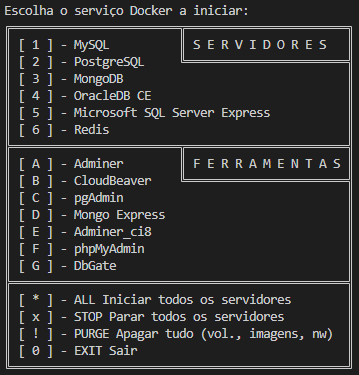 Escolha o serviço Docker a iniciar:
[ 1 ] - MySQL
S E R V I D O R E S
[ 2 ] - PostgreSQL
[ 3 ] - MongoDB
[ 4 ] - OracleDB CE
[ 5 ] - Microsoft SQL Server Express
[ 6 ] - Redis
[ A ] - Adminer
F E R R A M E N T A S
[ B ] - CloudBeaver
[ C ] - pgAdmin
[ D ] - Mongo Express
[ E ] - Adminer_ci8
[ F ] - phpMyAdmin
[ G ] - DbGate
[ * ] - ALL Iniciar todos os servidores
[ x ] - STOP Parar todos os servidores
[ ! ] - PURGE Apagar tudo (vol., imagens, nw)
[ 0 ] - EXIT Sair